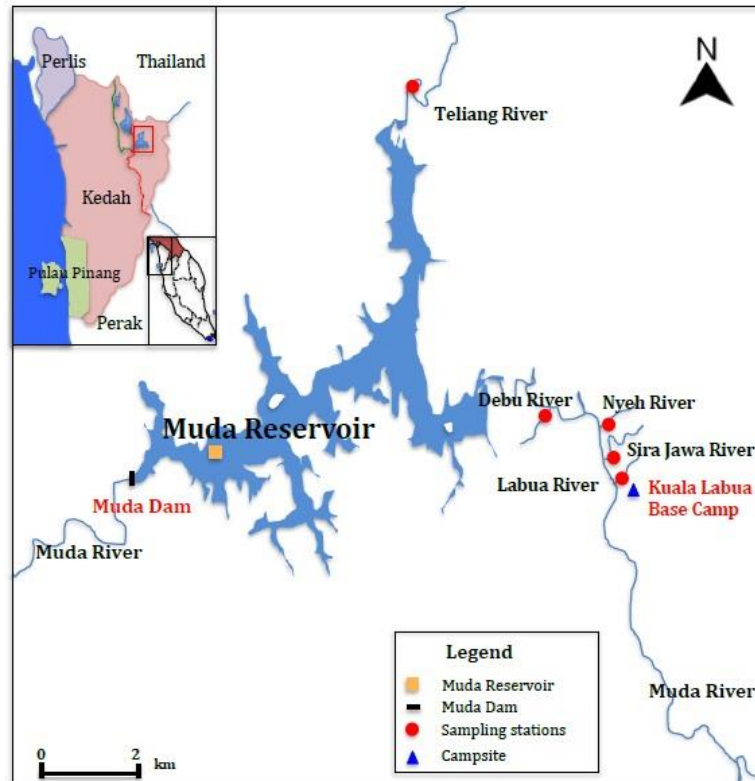 Perlis
Thailand
Kedah
Pulau Pinang
Perak
N
Teliang River
Debu River
Nyeh River
Muda Reservoir
Sira Jawa River
Labua River
Kuala Labua
Base Camp
Muda Dam
Muda River
Muda River
Legend
Muda Reservoir
Muda Dam
Sampling stations
Campsite
0
2
km